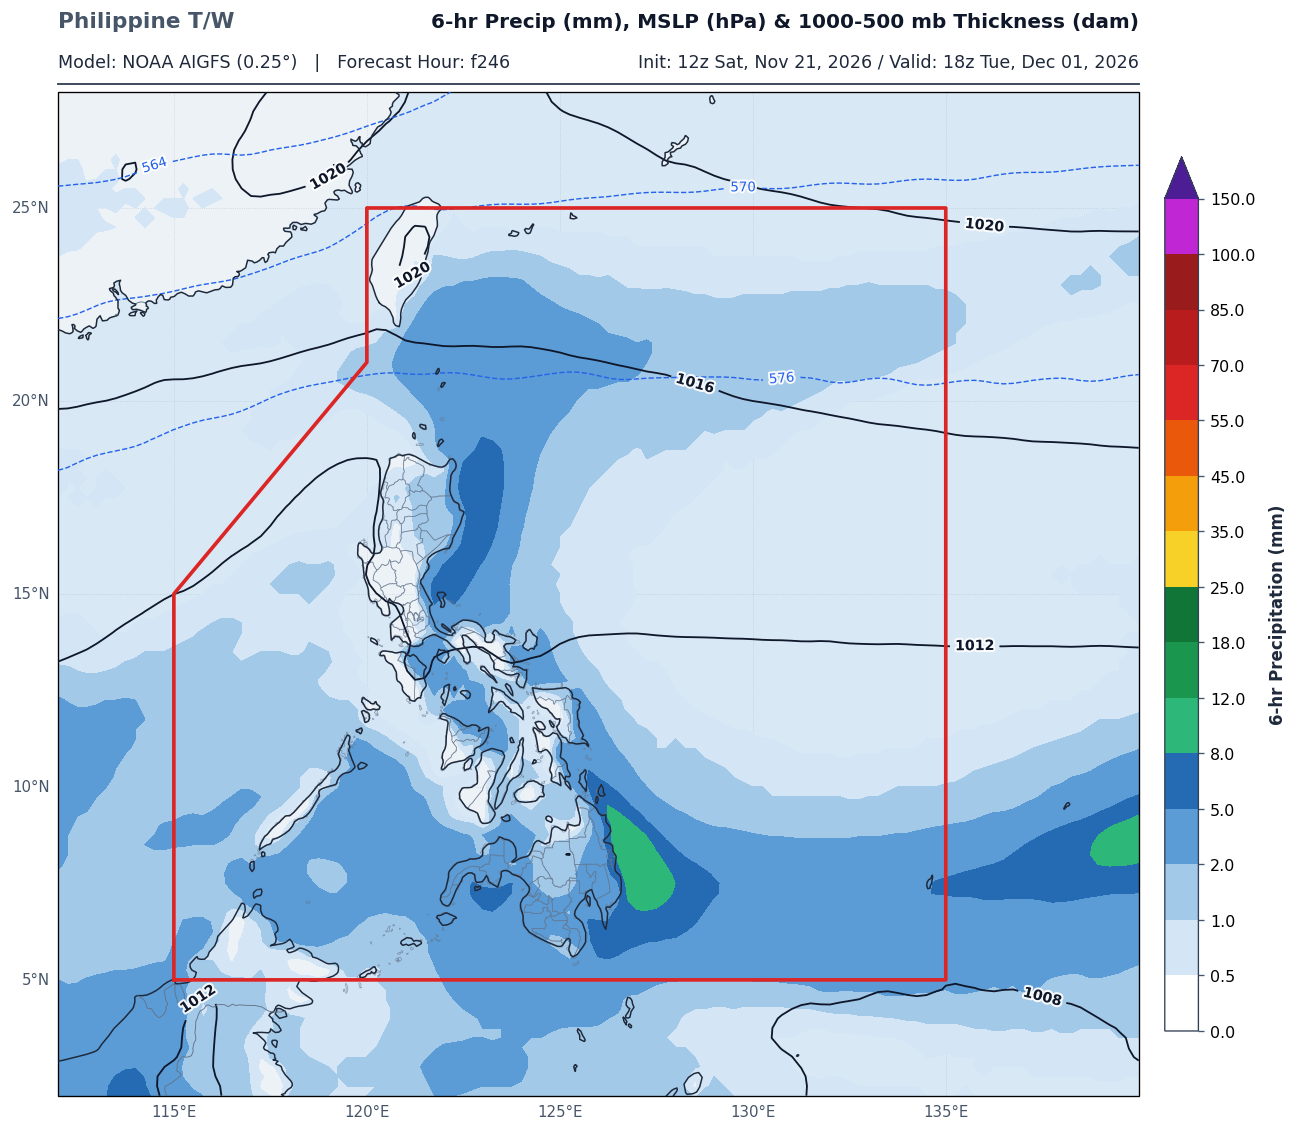 Philippine T/W
6-hr Precip (mm), MSLP (hPa) & 1000-500 mb Thickness (dam)
Model: NOAA AIGFS (0.25°) | Forecast Hour: f246
Init: 12z Sat, Nov 21, 2026 / Valid: 18z Tue, Dec 01, 2026
564
1020
570
1020
1020
1016
576
1012
1012
1008
25°N
20°N
15°N
10°N
5°N
115°E
120°E
125°E
130°E
135°E
150.0
100.0
85.0
70.0
55.0
45.0
35.0
25.0
18.0
12.0
8.0
5.0
2.0
1.0
0.5
0.0
6-hr Precipitation (mm)